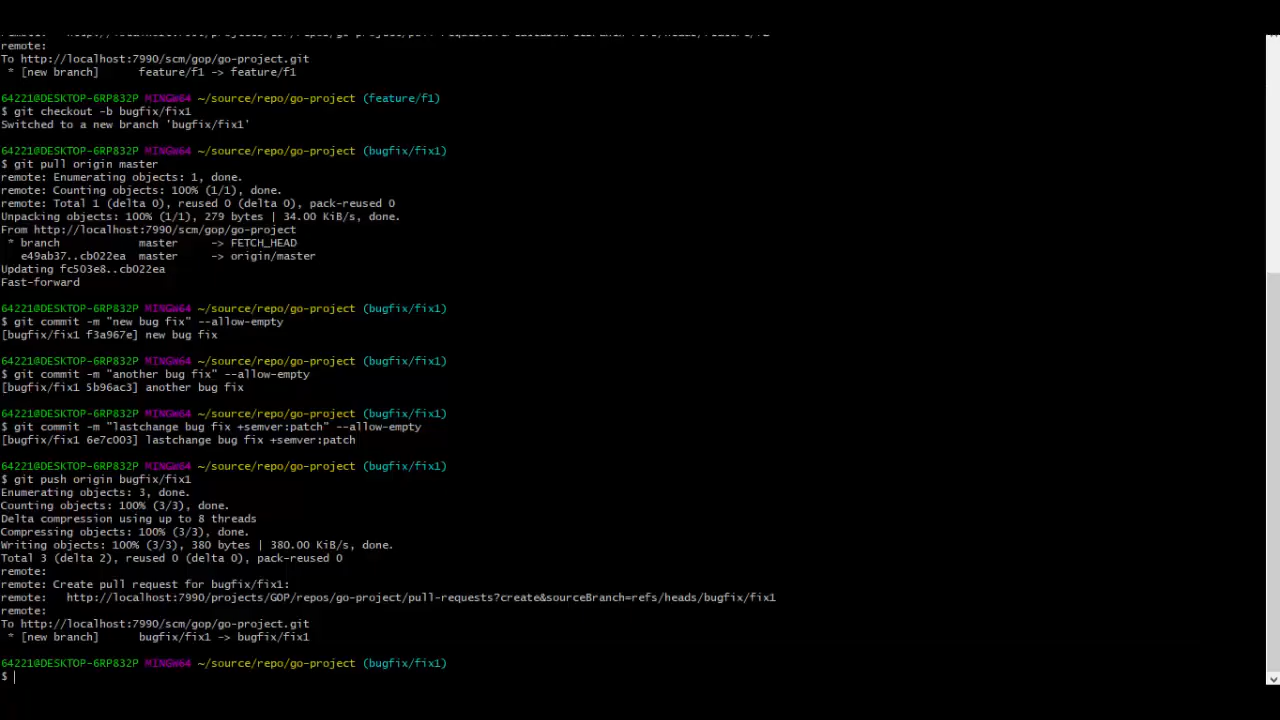 remote:
To http://localhost:7990/scm/gop/go-project.git
 * [new branch]      feature/f1 -> feature/f1
64221@DESKTOP-6RP832P MINGW64 ~/source/repo/go-project (feature/f1)
$ git checkout -b bugfix/fix1
Switched to a new branch 'bugfix/fix1'
64221@DESKTOP-6RP832P MINGW64 ~/source/repo/go-project (bugfix/fix1)
$ git pull origin master
remote: Enumerating objects: 1, done.
remote: Counting objects: 100% (1/1), done.
remote: Total 1 (delta 0), reused 0 (delta 0), pack-reused 0
Unpacking objects: 100% (1/1), 279 bytes | 34.00 KiB/s, done.
From http://localhost:7990/scm/gop/go-project
 * branch            master     -> FETCH_HEAD
   e49ab37..cb022ea  master     -> origin/master
Updating fc503e8..cb022ea
Fast-forward
64221@DESKTOP-6RP832P MINGW64 ~/source/repo/go-project (bugfix/fix1)
$ git commit -m "new bug fix" --allow-empty
[bugfix/fix1 f3a967e] new bug fix
64221@DESKTOP-6RP832P MINGW64 ~/source/repo/go-project (bugfix/fix1)
$ git commit -m "another bug fix" --allow-empty
[bugfix/fix1 5b96ac3] another bug fix
64221@DESKTOP-6RP832P MINGW64 ~/source/repo/go-project (bugfix/fix1)
$ git commit -m "lastchange bug fix +semver:patch" --allow-empty
[bugfix/fix1 6e7c003] lastchange bug fix +semver:patch
64221@DESKTOP-6RP832P MINGW64 ~/source/repo/go-project (bugfix/fix1)
$ git push origin bugfix/fix1
Enumerating objects: 3, done.
Counting objects: 100% (3/3), done.
Delta compression using up to 8 threads
Compressing objects: 100% (3/3), done.
Writing objects: 100% (3/3), 380 bytes | 380.00 KiB/s, done.
Total 3 (delta 2), reused 0 (delta 0), pack-reused 0
remote:
remote: Create pull request for bugfix/fix1:
remote:   http://localhost:7990/projects/GOP/repos/go-project/pull-requests?create&sourceBranch=refs/heads/bugfix/fix1
remote:
To http://localhost:7990/scm/gop/go-project.git
 * [new branch]      bugfix/fix1 -> bugfix/fix1
64221@DESKTOP-6RP832P MINGW64 ~/source/repo/go-project (bugfix/fix1)
$